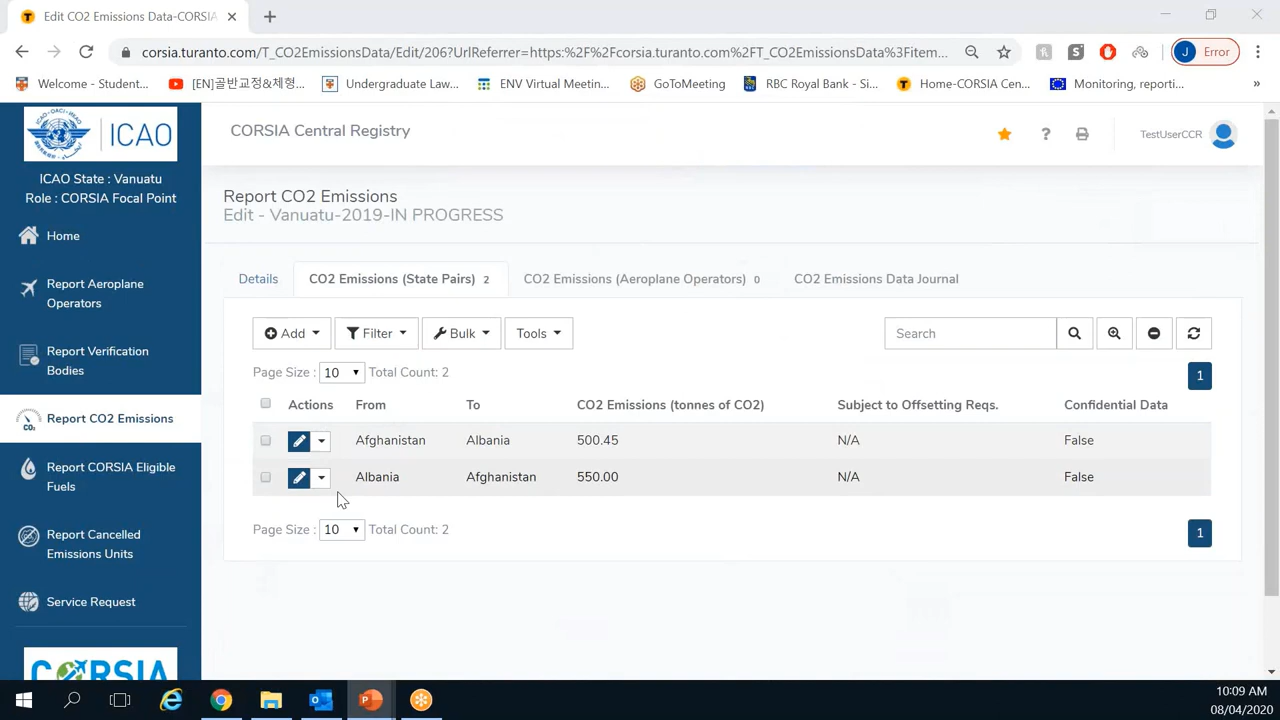 Edit CO2 Emissions Data-CORSIA
corsia.turanto.com/T_CO2EmissionsData/Edit/206?UrlReferrer=https:%2F%2Fcorsia.turanto.com%2FT_CO2EmissionsData%3Fitem...
J Error
Welcome - Student... [EN]골반교정&체형... Undergraduate Law... ENV Virtual Meetin... GoToMeeting RBC Royal Bank - Si... Home-CORSIA Cen... Monitoring, reporti... »
ICAO
ICAO State : Vanuatu
Role : CORSIA Focal Point
Home
Report Aeroplane
Operators
Report Verification
Bodies
Report CO2 Emissions
Report CORSIA Eligible
Fuels
Report Cancelled
Emissions Units
Service Request
CORSIA
CORSIA Central Registry
TestUserCCR
Report CO2 Emissions
Edit - Vanuatu-2019-IN PROGRESS
Details CO2 Emissions (State Pairs) 2 CO2 Emissions (Aeroplane Operators) 0 CO2 Emissions Data Journal
Add Filter Bulk Tools Search
Page Size : 10 Total Count: 2 1
Actions From To CO2 Emissions (tonnes of CO2) Subject to Offsetting Reqs. Confidential Data
Afghanistan Albania 500.45 N/A False
Albania Afghanistan 550.00 N/A False
Page Size : 10 Total Count: 2 1
10:09 AM
08/04/2020